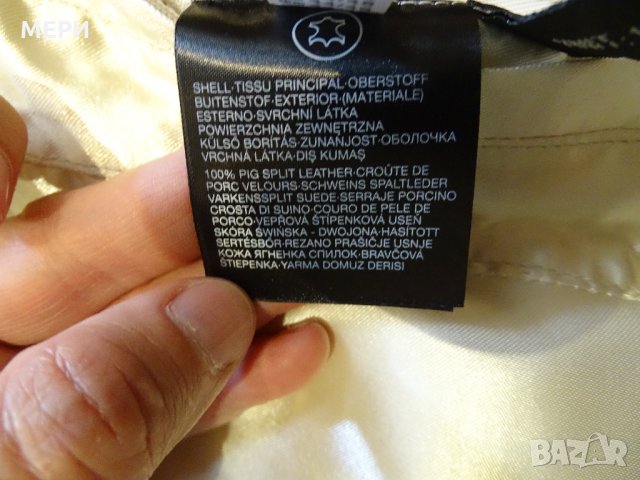 МЕРИ
SHELL·TISSU PRINCIPAL·OBERSTOFF
BUITENSTOF·EXTERIOR·(MATERIALE)
ESTERNO·SVRCHNI LÁTKA
POWIERZCHNIA ZEWNĘTRZNA
KÜLSŐ BORÍTÁS·ZUNANJOST·ОБОЛОЧКА
VRCHNÁ LÁTKA·DIŞ KUMAŞ
100% PIG SPLIT LEATHER·CROÛTE DE
PORC VELOURS·SCHWEINS SPALTLEDER
VARKENSSPLIT SUEDE·SERRAJE PORCINO
CROSTA DI SUINO·COURO DE PELE DE
PORCO·VEPŘOVÁ ŠTÍPENKOVÁ USEŇ
SKÓRA ŚWIŃSKA - DWOJONA·HASÍTOTT
SERTÉSBŐR·REZANO PRAŠIČJE USNJE
КОЖА ЯГНЕНКА СПИЛОК·BRAVČOVÁ
ŠTIEPENKA·YARMA DOMUZ DERISI
BAZAR